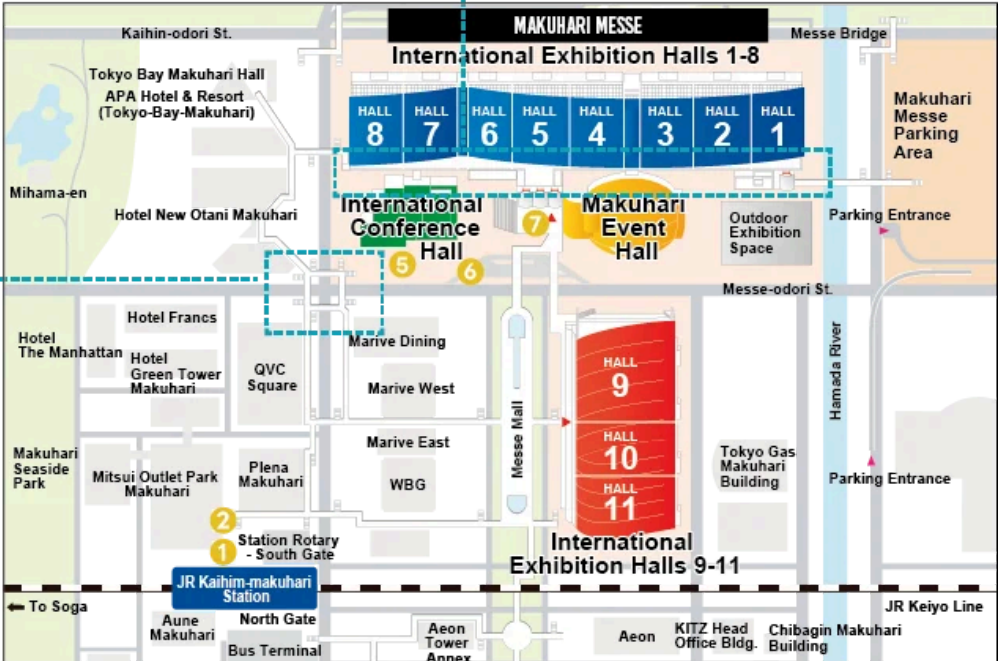 MAKUHARI MESSE
Kaihin-odori St.
Messe Bridge
International Exhibition Halls 1-8
Tokyo Bay Makuhari Hall
APA Hotel & Resort
(Tokyo-Bay-Makuhari)
HALL
8
HALL
7
HALL
6
HALL
5
HALL
4
HALL
3
HALL
2
HALL
1
Makuhari
Messe
Parking
Area
Mihama-en
Hotel New Otani Makuhari
International
Conference
Hall
5
6
7
Makuhari
Event
Hall
Outdoor
Exhibition
Space
Parking Entrance
Messe-odori St.
Hotel Francs
Hotel
The Manhattan
Hotel
Green Tower
Makuhari
QVC
Square
Marive Dining
Marive West
Messe Mall
HALL
9
Hamada River
Makuhari
Seaside
Park
Mitsui Outlet Park
Makuhari
Plena
Makuhari
Marive East
WBG
HALL
10
HALL
11
Tokyo Gas
Makuhari
Building
Parking Entrance
2
1
Station Rotary
- South Gate
International
Exhibition Halls 9-11
JR Kaihim-makuhari
Station
To Soga
JR Keiyo Line
Aune
Makuhari
North Gate
Bus Terminal
Aeon
Tower
Annex
Aeon
KITZ Head
Office Bldg.
Chibagin Makuhari
Building